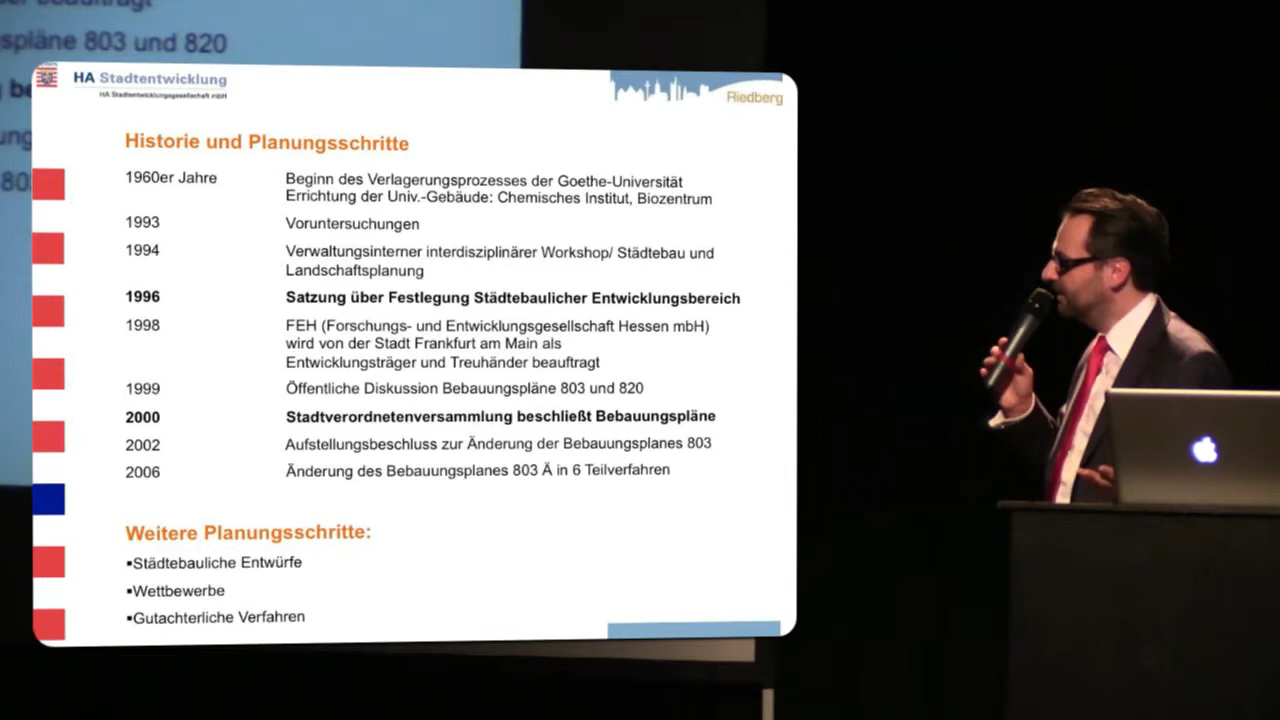 spläne 803 und 820
HA Stadtentwicklung
HA Stadtentwicklungsgesellschaft mbH
Riedberg
Historie und Planungsschritte
1960er Jahre Beginn des Verlagerungsprozesses der Goethe-Universität
Errichtung der Univ.-Gebäude: Chemisches Institut, Biozentrum
1993 Voruntersuchungen
1994 Verwaltungsinterner interdisziplinärer Workshop/ Städtebau und
Landschaftsplanung
1996 Satzung über Festlegung Städtebaulicher Entwicklungsbereich
1998 FEH (Forschungs- und Entwicklungsgesellschaft Hessen mbH)
wird von der Stadt Frankfurt am Main als
Entwicklungsträger und Treuhänder beauftragt
1999 Öffentliche Diskussion Bebauungspläne 803 und 820
2000 Stadtverordnetenversammlung beschließt Bebauungspläne
2002 Aufstellungsbeschluss zur Änderung der Bebauungsplanes 803
2006 Änderung des Bebauungsplanes 803 Ä in 6 Teilverfahren
Weitere Planungsschritte:
▪Städtebauliche Entwürfe
▪Wettbewerbe
▪Gutachterliche Verfahren